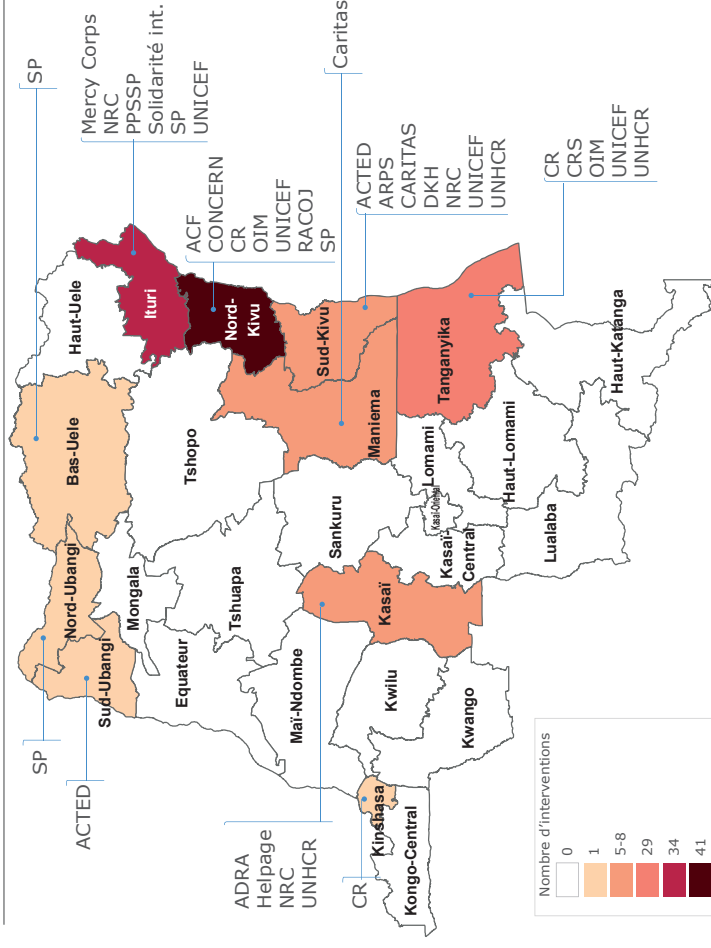 SP
Mercy Corps
NRC
PPSSP
Solidarité int.
SP
UNICEF
ACF
CONCERN
CR
OIM
UNICEF
RACOJ
SP
Caritas
ACTED
ARPS
CARITAS
DKH
NRC
UNICEF
UNHCR
CR
CRS
OIM
UNICEF
UNHCR
SP
ACTED
ADRA
Helpage
NRC
UNHCR
CR
Haut-Uele
Ituri
Bas-Uele
Nord-
Kivu
Tshopo
Sud-Kivu
Maniema
Tanganyika
Nord-Ubangi
Sud-Ubangi
Mongala
Equateur
Tshuapa
Sankuru
Lomami
Kasaï-Oriental
Kasaï-
Central
Kasaï
Haut-Lomami
Haut-Katanga
Lualaba
Maï-Ndombe
Kwilu
Kwango
Kinshasa
Kongo-Central
Nombre d'interventions
0
1
5-8
29
34
41